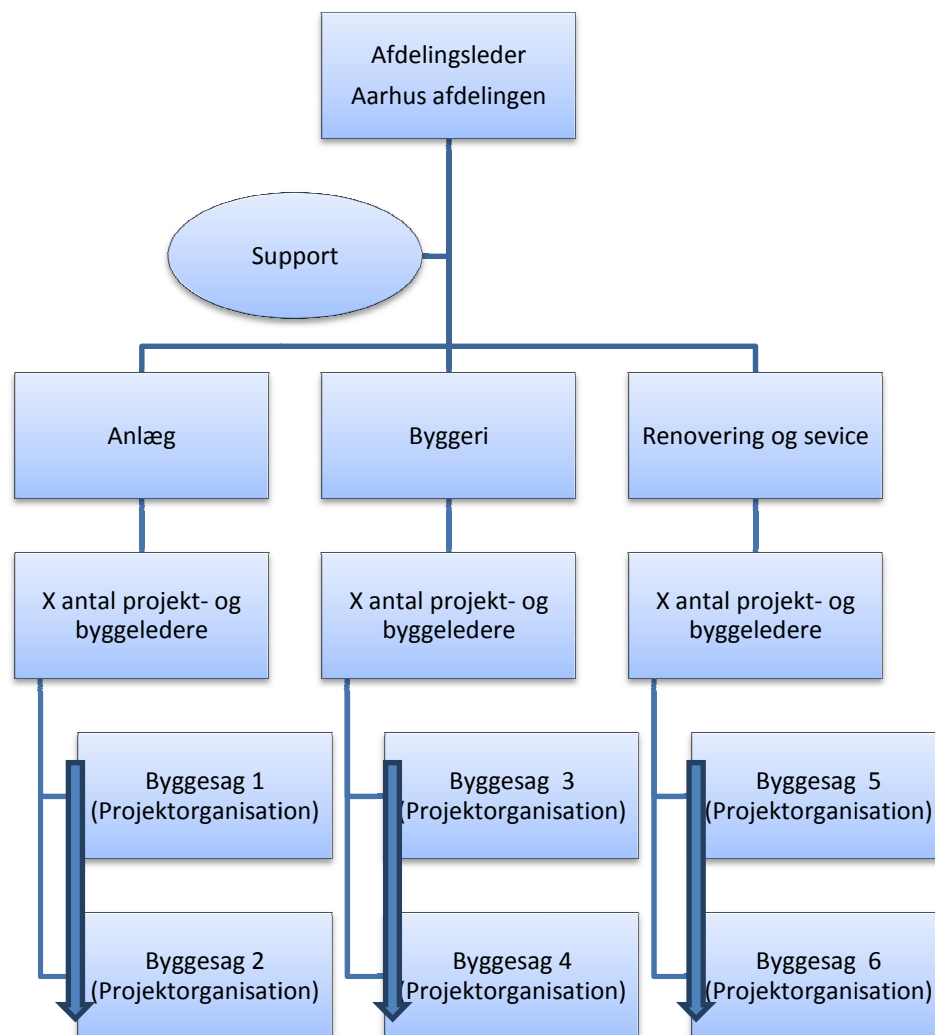 Afdelingsleder
Aarhus afdelingen
Support
Anlæg
Byggeri
Renovering og sevice
X antal projekt- og
byggeledere
X antal projekt- og
byggeledere
X antal projekt- og
byggeledere
Byggesag 1
(Projektorganisation)
Byggesag 3
(Projektorganisation)
Byggesag 5
(Projektorganisation)
Byggesag 2
(Projektorganisation)
Byggesag 4
(Projektorganisation)
Byggesag 6
(Projektorganisation)